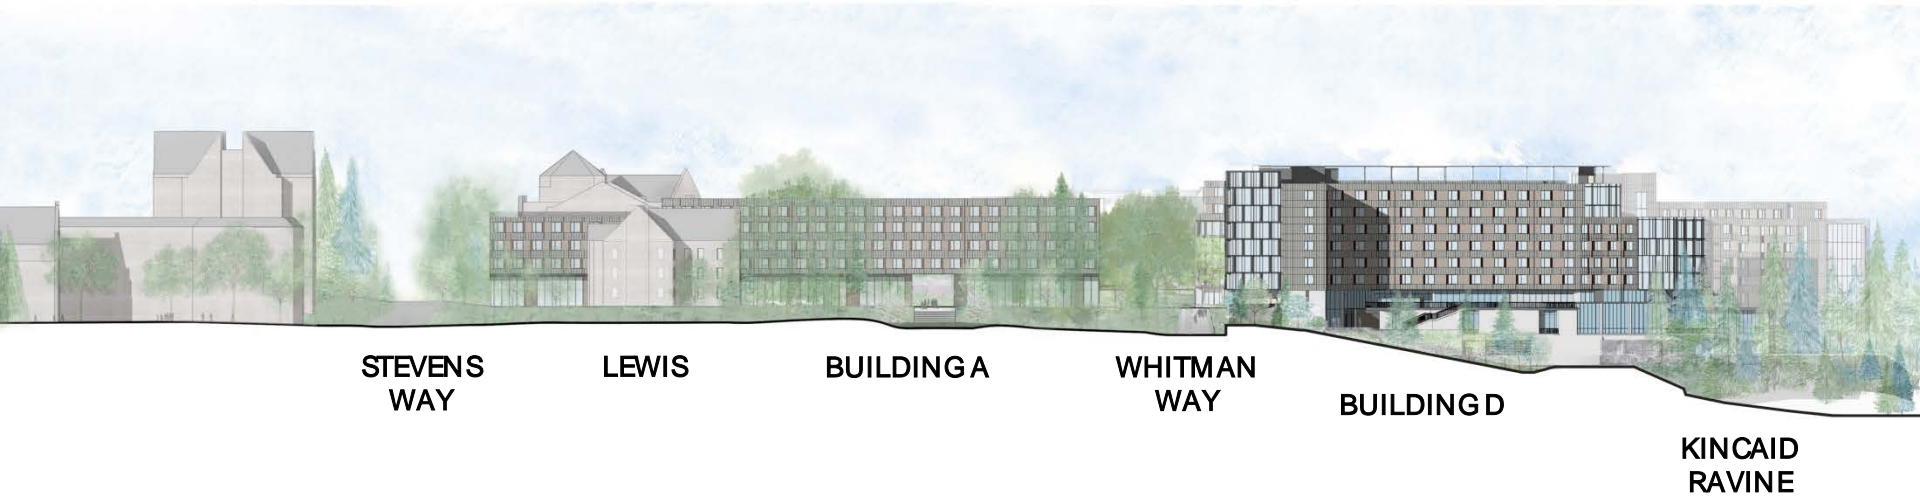 STEVENS
WAY
LEWIS
BUILDING A
WHITMAN
WAY
BUILDING D
KINCAID
RAVINE